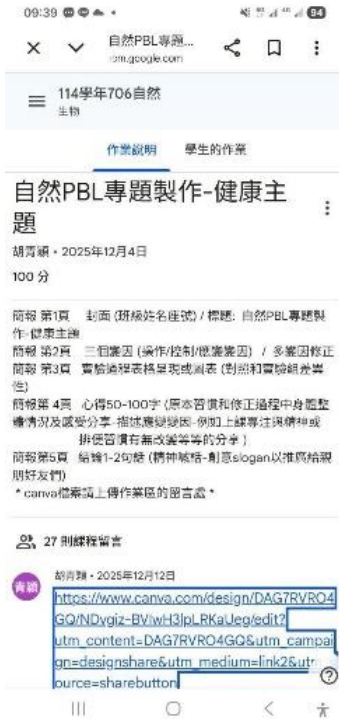 09:39
94
自然PBL專題...
114學年706自然
生物
作業說明 學生的作業
自然PBL專題製作-健康主
題
胡青穎・2025年12月4日
100 分
簡報 第1頁 封面 (班級姓名座號) / 標題: 自然PBL專題製
作-健康主題
簡報 第2頁 三個變因 (操作/控制/應變變因) / 多變因修正
簡報 第3頁 實驗過程表格呈現或圖表 (對照和實驗組差異
性)
簡報第 4頁 心得50-100字 (原本習慣和修正過程中身體整
體情況及感受分享-描述應變變因-例如上課專注與精神或
排便習慣有無改變等等的分享 )
簡報第5頁 結論1-2句話 (精神喊話-創意slogan以推廣給親
朋好友們)
* canva檔案請上傳作業區的留言處 *
27 則課程留言
青穎
胡青穎・2025年12月12日
https://www.canva.com/design/DAG7RVRO4
GQ/NDvgiz-BVIwH3lpLRKaUeg/edit?
utm_content=DAG7RVRO4GQ&utm_campai
gn=designshare&utm_medium=link2&ut
ource=sharebutton